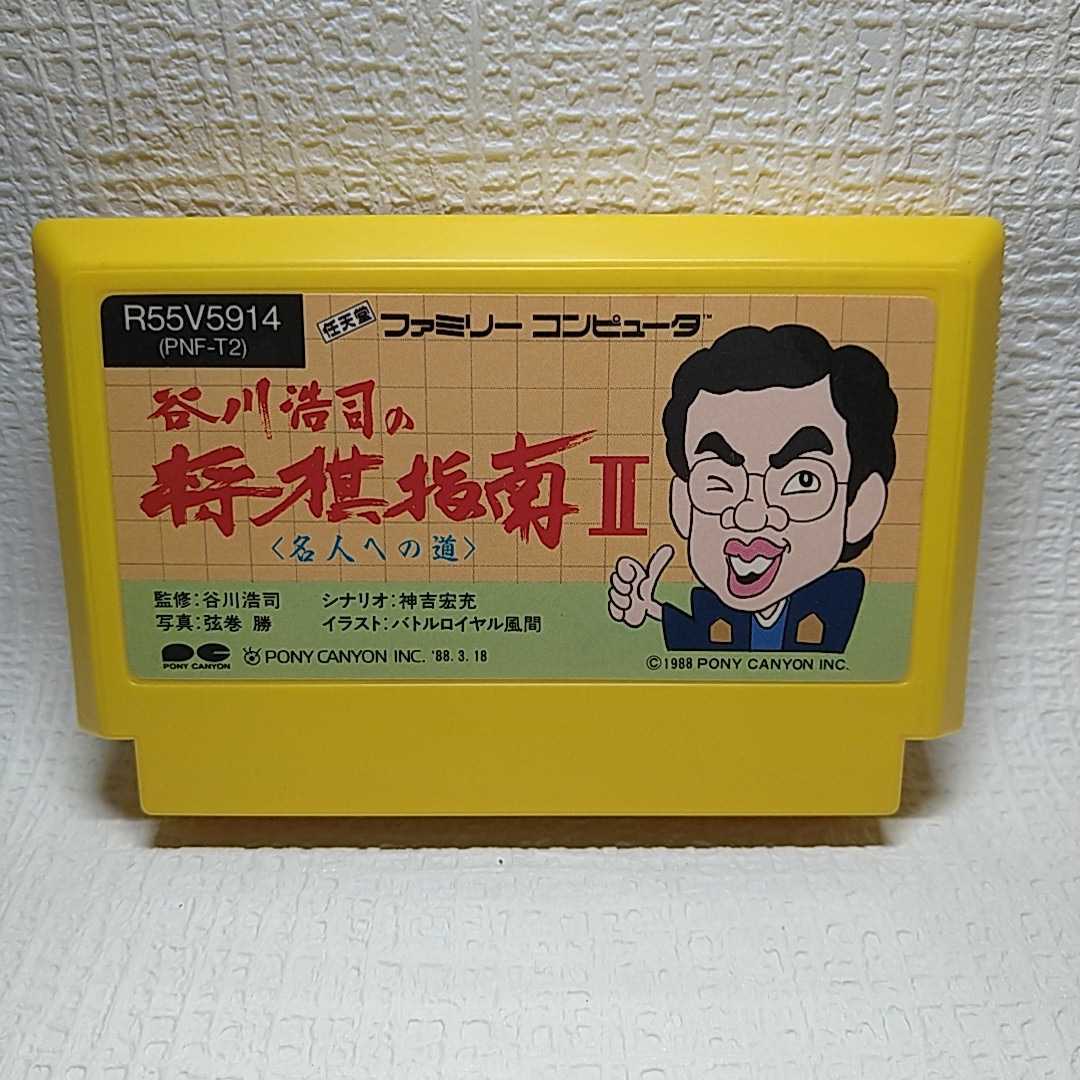 R55V5914
(PNF-T2)
任天堂 ファミリー コンピュータ™
谷川浩司の
将棋指南 II
〈名人への道〉
監修:谷川浩司 シナリオ:神吉宏充
写真:弦巻 勝 イラスト:バトルロイヤル風間
PONY CANYON PONY CANYON INC. '88. 3. 18
©1988 PONY CANYON INC.